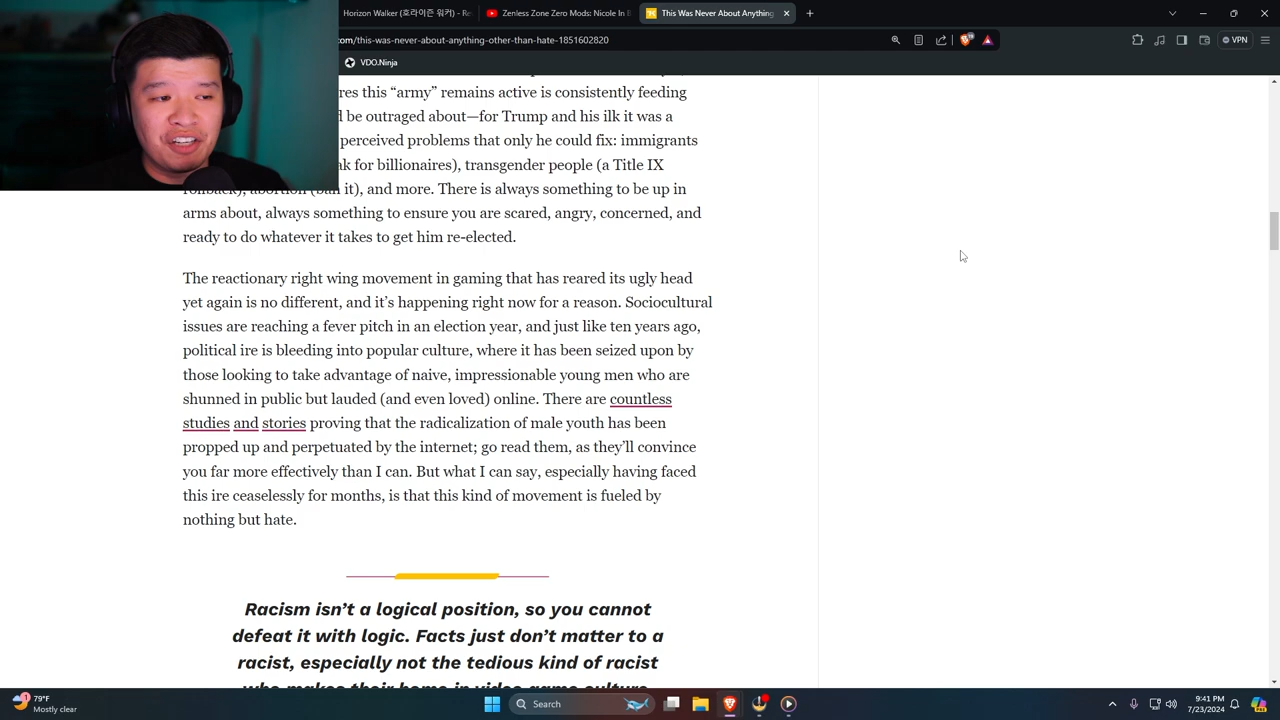 Horizon Walker (호라이즌 워커) - Re
Zenless Zone Zero Mods: Nicole In B
This Was Never About Anything
com/this-was-never-about-anything-other-than-hate-1851602820
VPN
VDO.Ninja
res this “army” remains active is consistently feeding
d be outraged about—for Trump and his ilk it was a
perceived problems that only he could fix: immigrants
ak for billionaires), transgender people (a Title IX
rollback), abortion (ban it), and more. There is always something to be up in
arms about, always something to ensure you are scared, angry, concerned, and
ready to do whatever it takes to get him re-elected.
The reactionary right wing movement in gaming that has reared its ugly head
yet again is no different, and it’s happening right now for a reason. Sociocultural
issues are reaching a fever pitch in an election year, and just like ten years ago,
political ire is bleeding into popular culture, where it has been seized upon by
those looking to take advantage of naive, impressionable young men who are
shunned in public but lauded (and even loved) online. There are countless
studies and stories proving that the radicalization of male youth has been
propped up and perpetuated by the internet; go read them, as they’ll convince
you far more effectively than I can. But what I can say, especially having faced
this ire ceaselessly for months, is that this kind of movement is fueled by
nothing but hate.
Racism isn’t a logical position, so you cannot
defeat it with logic. Facts just don’t matter to a
racist, especially not the tedious kind of racist
who makes their home in video game culture.
79°F
Mostly clear
Search
9:41 PM
7/23/2024